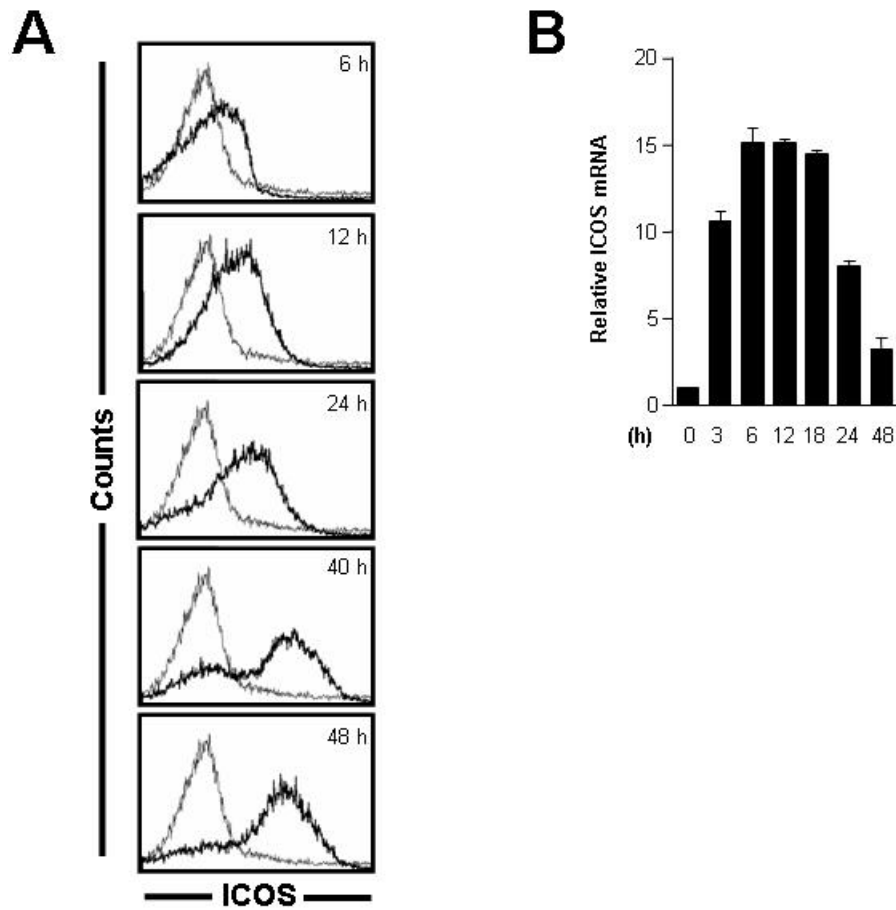 A
6 h
12 h
24 h
40 h
48 h
Counts
ICOS
B
Relative ICOS mRNA
20
15
10
5
0
(h) 0 3 6 12 18 24 48